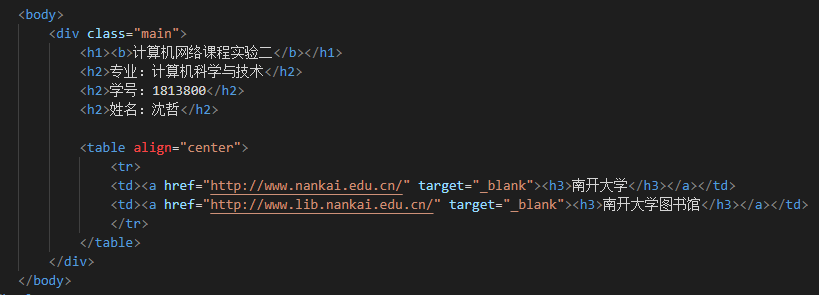 <body>
<div class="main">
<h1><b>计算机网络课程实验二</b></h1>
<h2>专业：计算机科学与技术</h2>
<h2>学号：1813800</h2>
<h2>姓名：沈哲</h2>
<table align="center">
<tr>
<td><a href="http://www.nankai.edu.cn/" target="_blank"><h3>南开大学</h3></a></td>
<td><a href="http://www.lib.nankai.edu.cn/" target="_blank"><h3>南开大学图书馆</h3></a></td>
</tr>
</table>
</div>
</body>